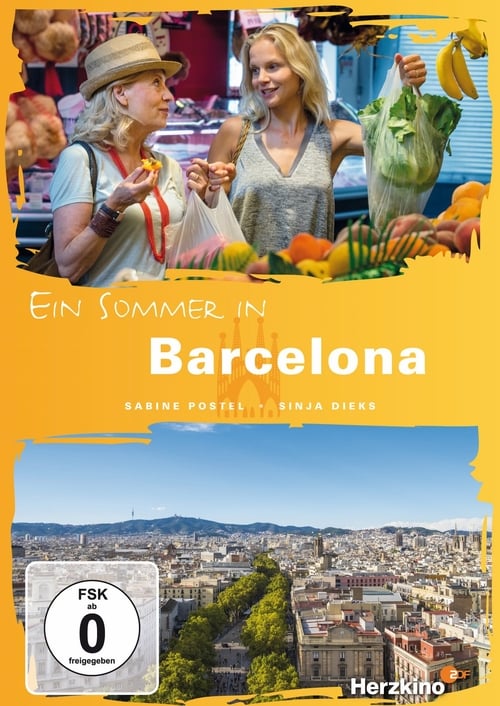 EIN SOMMER IN
Barcelona
SABINE POSTEL • SINJA DIEKS
FSK
ab
0
freigegeben
Herzkino ZDF